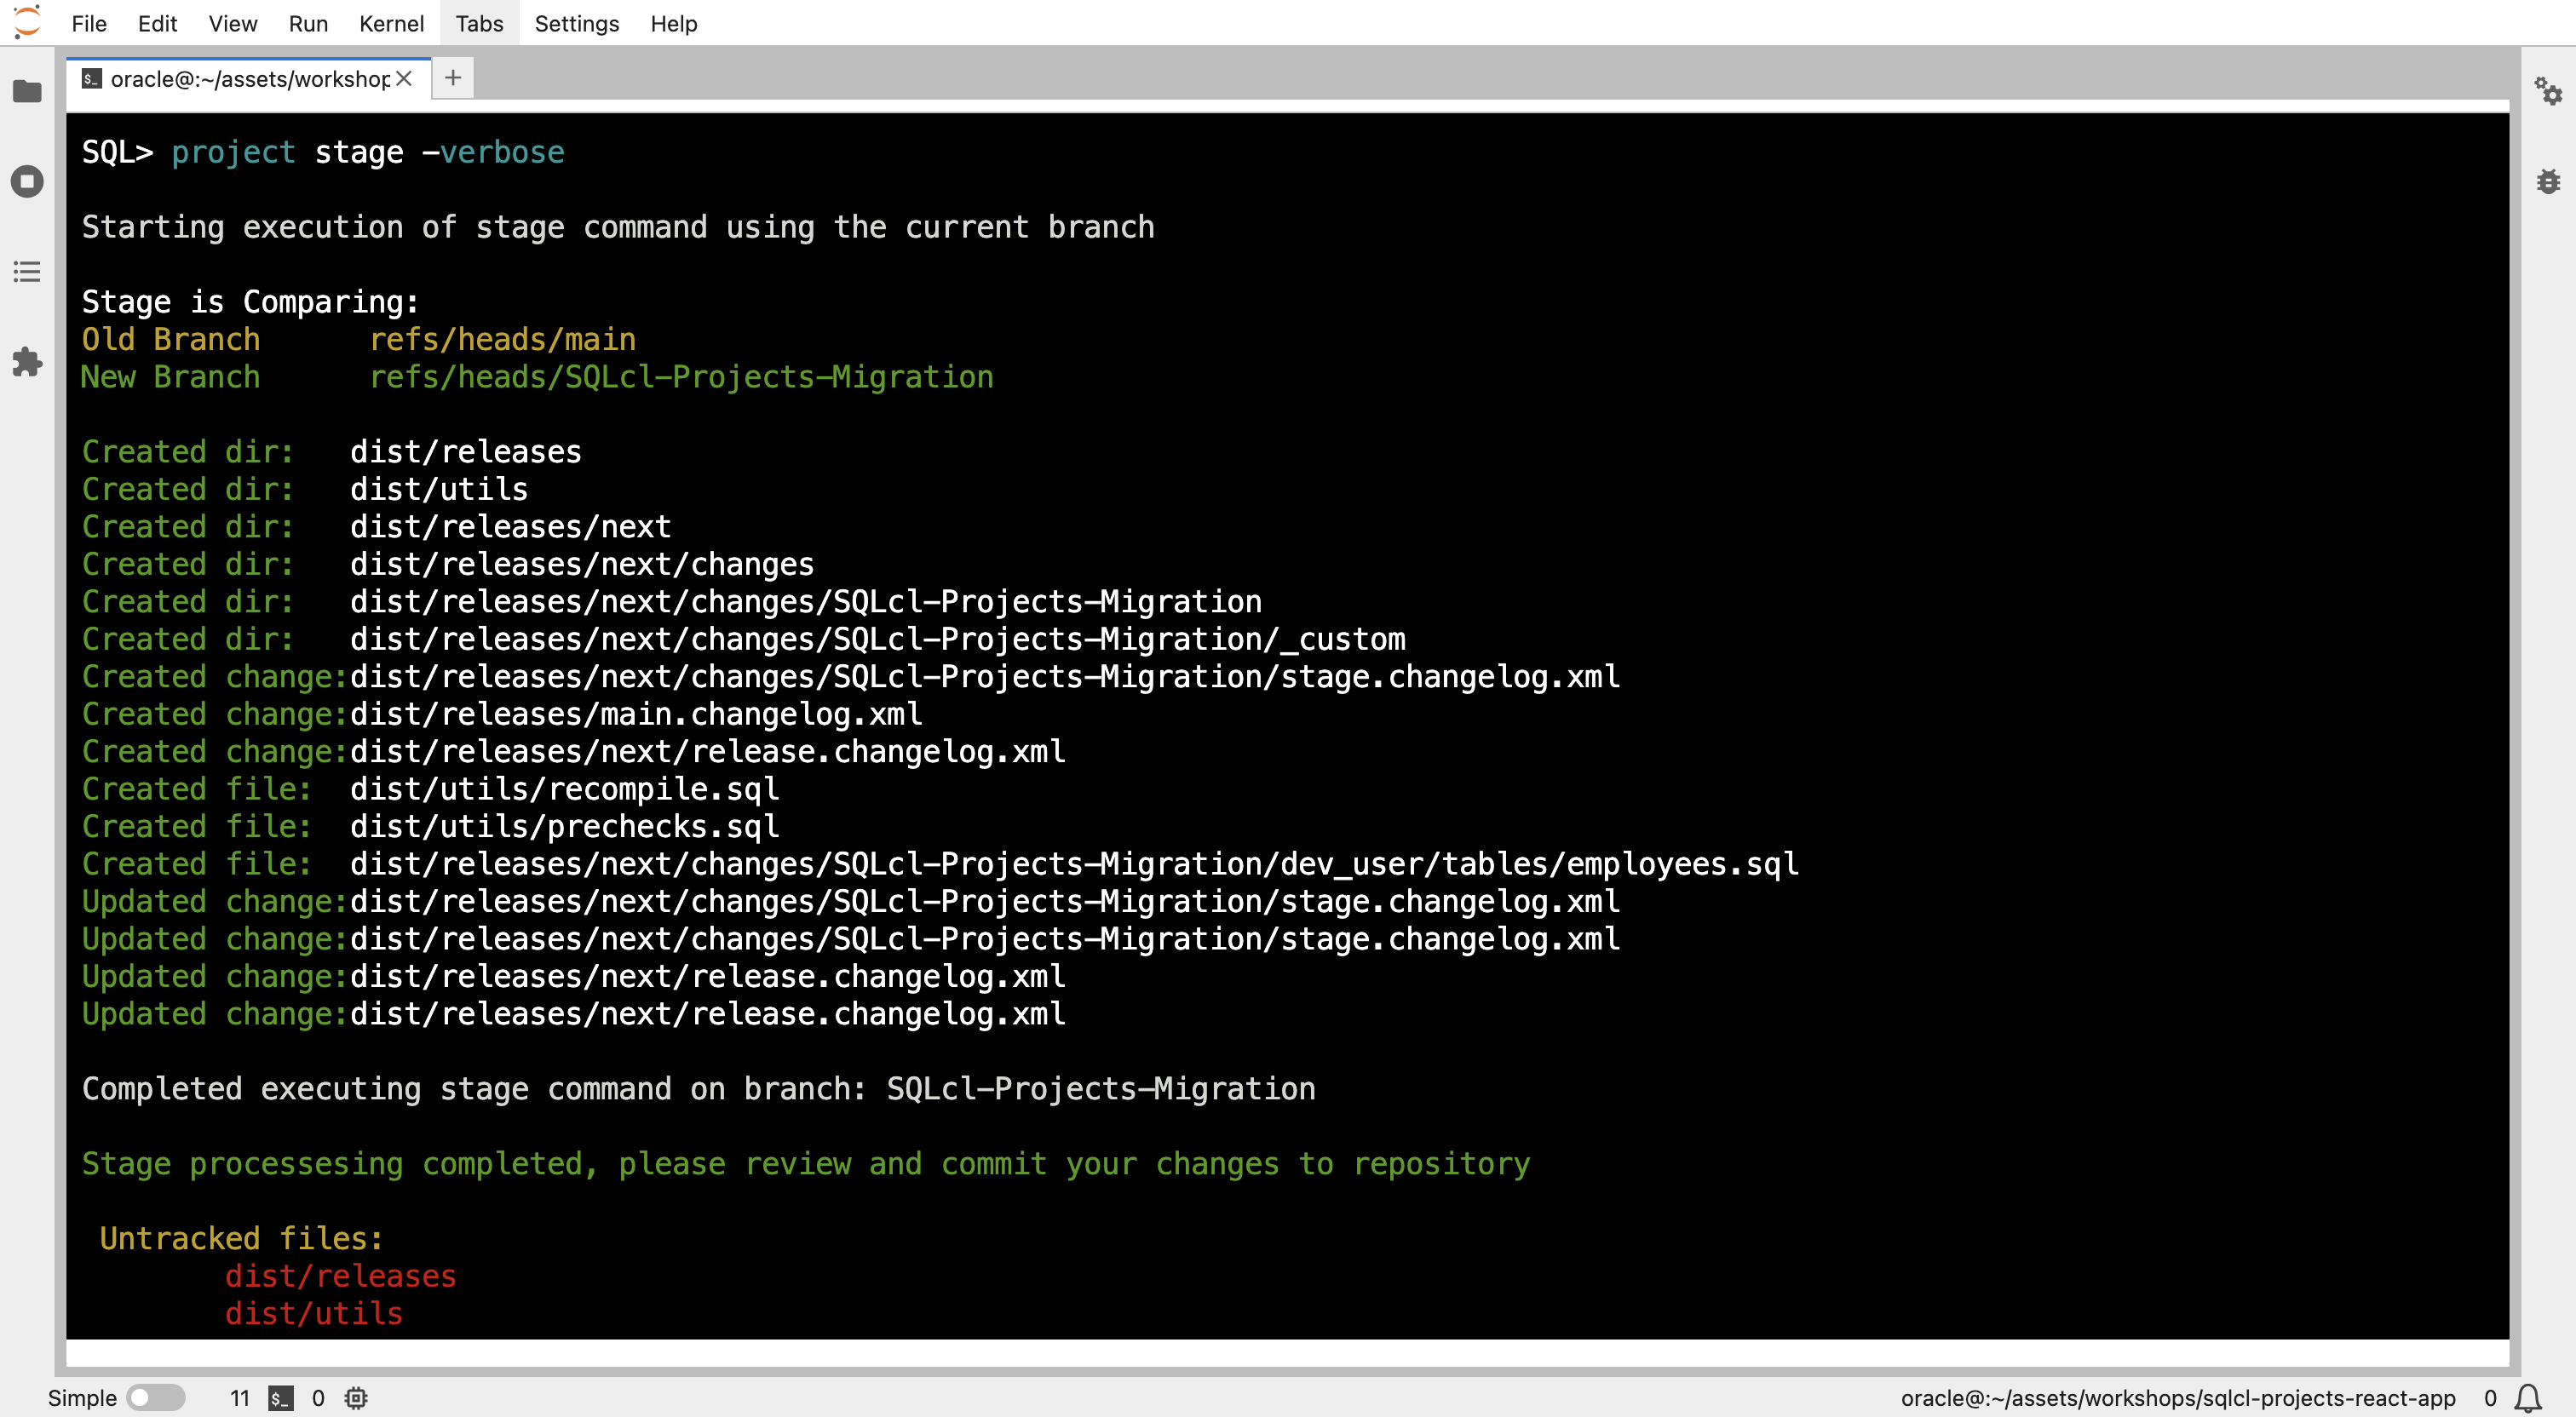 File Edit View Run Kernel Tabs Settings Help
oracle@:~/assets/workshop
SQL> project stage -verbose
Starting execution of stage command using the current branch
Stage is Comparing:
Old Branch      refs/heads/main
New Branch      refs/heads/SQLcl-Projects-Migration
Created dir:   dist/releases
Created dir:   dist/utils
Created dir:   dist/releases/next
Created dir:   dist/releases/next/changes
Created dir:   dist/releases/next/changes/SQLcl-Projects-Migration
Created dir:   dist/releases/next/changes/SQLcl-Projects-Migration/_custom
Created change:dist/releases/next/changes/SQLcl-Projects-Migration/stage.changelog.xml
Created change:dist/releases/main.changelog.xml
Created change:dist/releases/next/release.changelog.xml
Created file:  dist/utils/recompile.sql
Created file:  dist/utils/prechecks.sql
Created file:  dist/releases/next/changes/SQLcl-Projects-Migration/dev_user/tables/employees.sql
Updated change:dist/releases/next/changes/SQLcl-Projects-Migration/stage.changelog.xml
Updated change:dist/releases/next/changes/SQLcl-Projects-Migration/stage.changelog.xml
Updated change:dist/releases/next/release.changelog.xml
Updated change:dist/releases/next/release.changelog.xml
Completed executing stage command on branch: SQLcl-Projects-Migration
Stage processesing completed, please review and commit your changes to repository
Untracked files:
dist/releases
dist/utils
Simple 11 $_ 0 oracle@:~/assets/workshops/sqlcl-projects-react-app 0